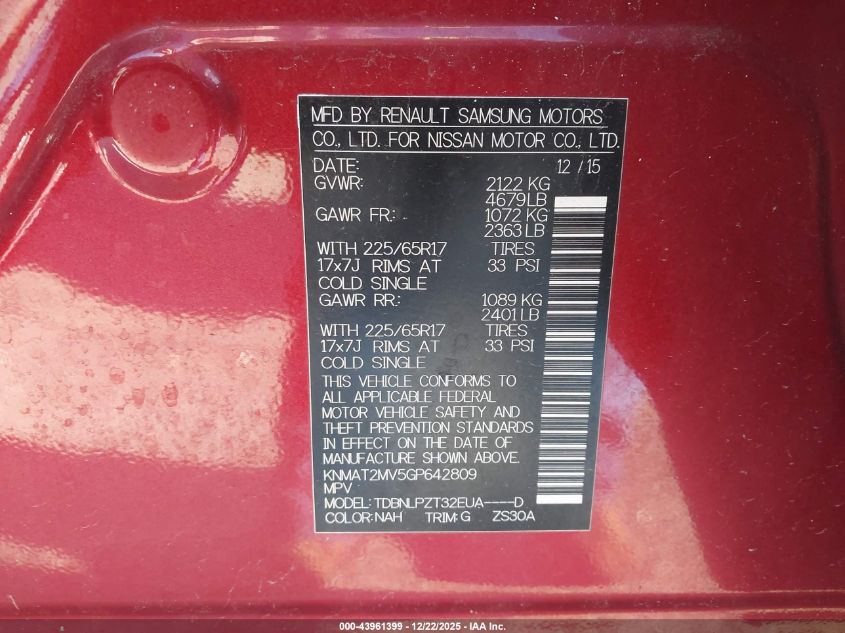 MFD BY RENAULT SAMSUNG MOTORS
CO., LTD. FOR NISSAN MOTOR CO., LTD.
DATE: 12 / 15
GVWR: 2122 KG
4679LB
GAWR FR.: 1072 KG
2363 LB
WITH 225/65R17 TIRES
17x7J RIMS AT 33 PSI
COLD SINGLE
GAWR RR.: 1089 KG
2401 LB
WITH 225/65R17 TIRES
17x7J RIMS AT 33 PSI
COLD SINGLE
THIS VEHICLE CONFORMS TO
ALL APPLICABLE FEDERAL
MOTOR VEHICLE SAFETY AND
THEFT PREVENTION STANDARDS
IN EFFECT ON THE DATE OF
MANUFACTURE SHOWN ABOVE.
KNMAT2MV5GP642809
MPV
MODEL: TDBNLPZT32EUA----D
COLOR: NAH TRIM: G ZS30A
000-43961399 - 12/22/2025 - IAA Inc.